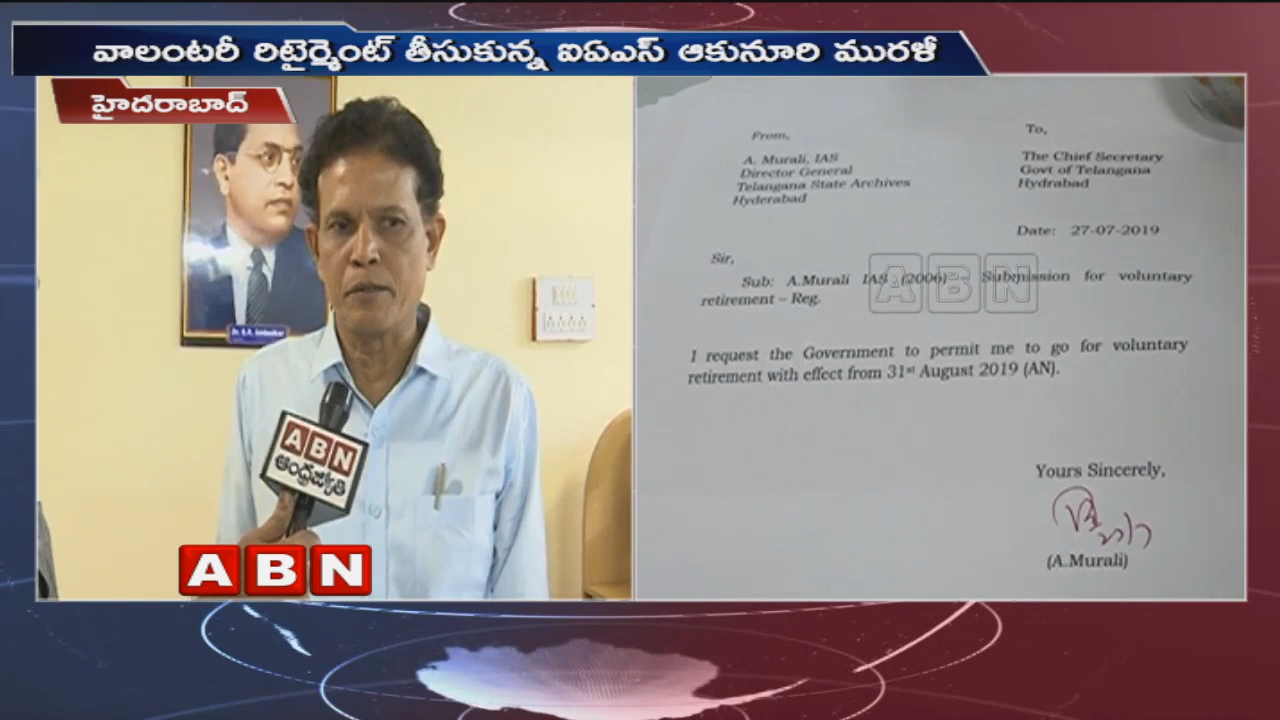 వాలంటరీ రిటైర్మెంట్ తీసుకున్న ఐఏఎస్ ఆకునూరి మురళీ
హైదరాబాద్
Dr. B.R. Ambedkar
ABN
ఆంధ్రజ్యోతి
ABN
From,
A. Murali, IAS
Director General
Telangana State Archives
Hyderabad
To,
The Chief Secretary
Govt of Telangana
Hydrabad
Date: 27-07-2019
Sir,
Sub: A.Murali IAS (2006) Submission for voluntary
retirement – Reg.
ABN
I request the Government to permit me to go for voluntary
retirement with effect from 31st August 2019 (AN).
Yours Sincerely,
(A.Murali)